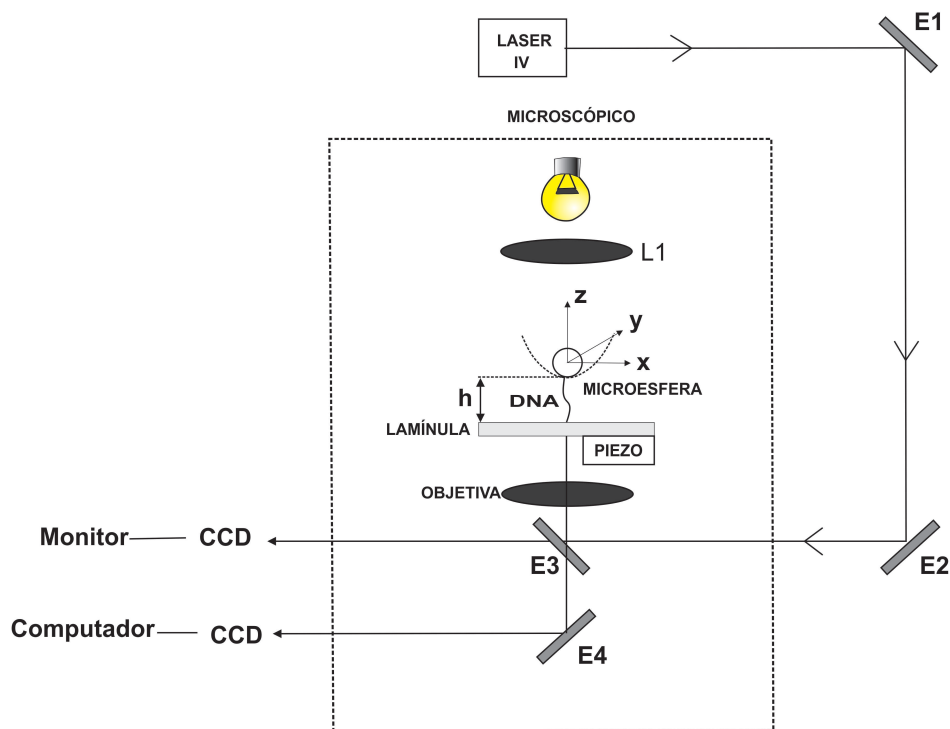 E1
LASER
IV
MICROSCÓPICO
L1
z
y
x
MICROESFERA
h
DNA
LAMÍNULA
PIEZO
OBJETIVA
Monitor
CCD
E3
E2
Computador
CCD
E4